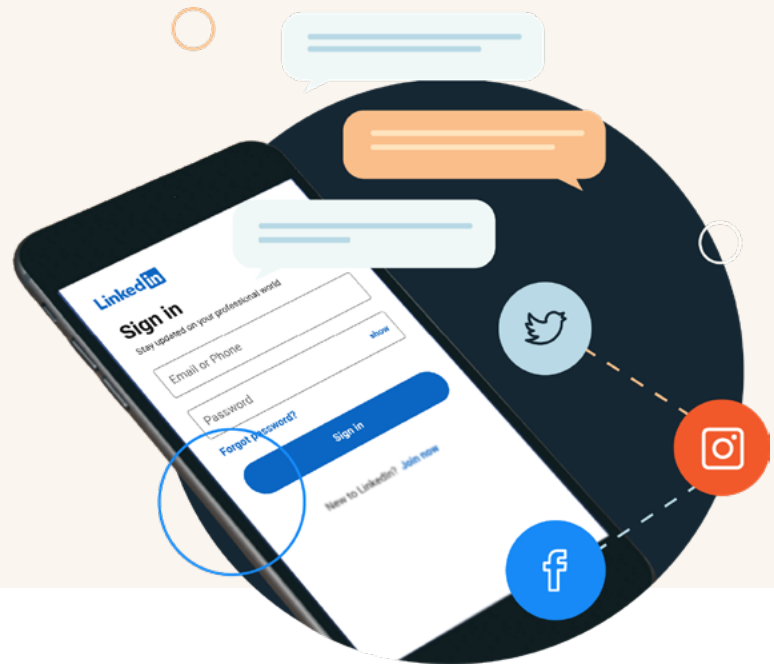 LinkedIn
Sign in
Stay updated on your professional world
Email or Phone
Password
show
Forgot password?
Sign in
New to LinkedIn? Join now